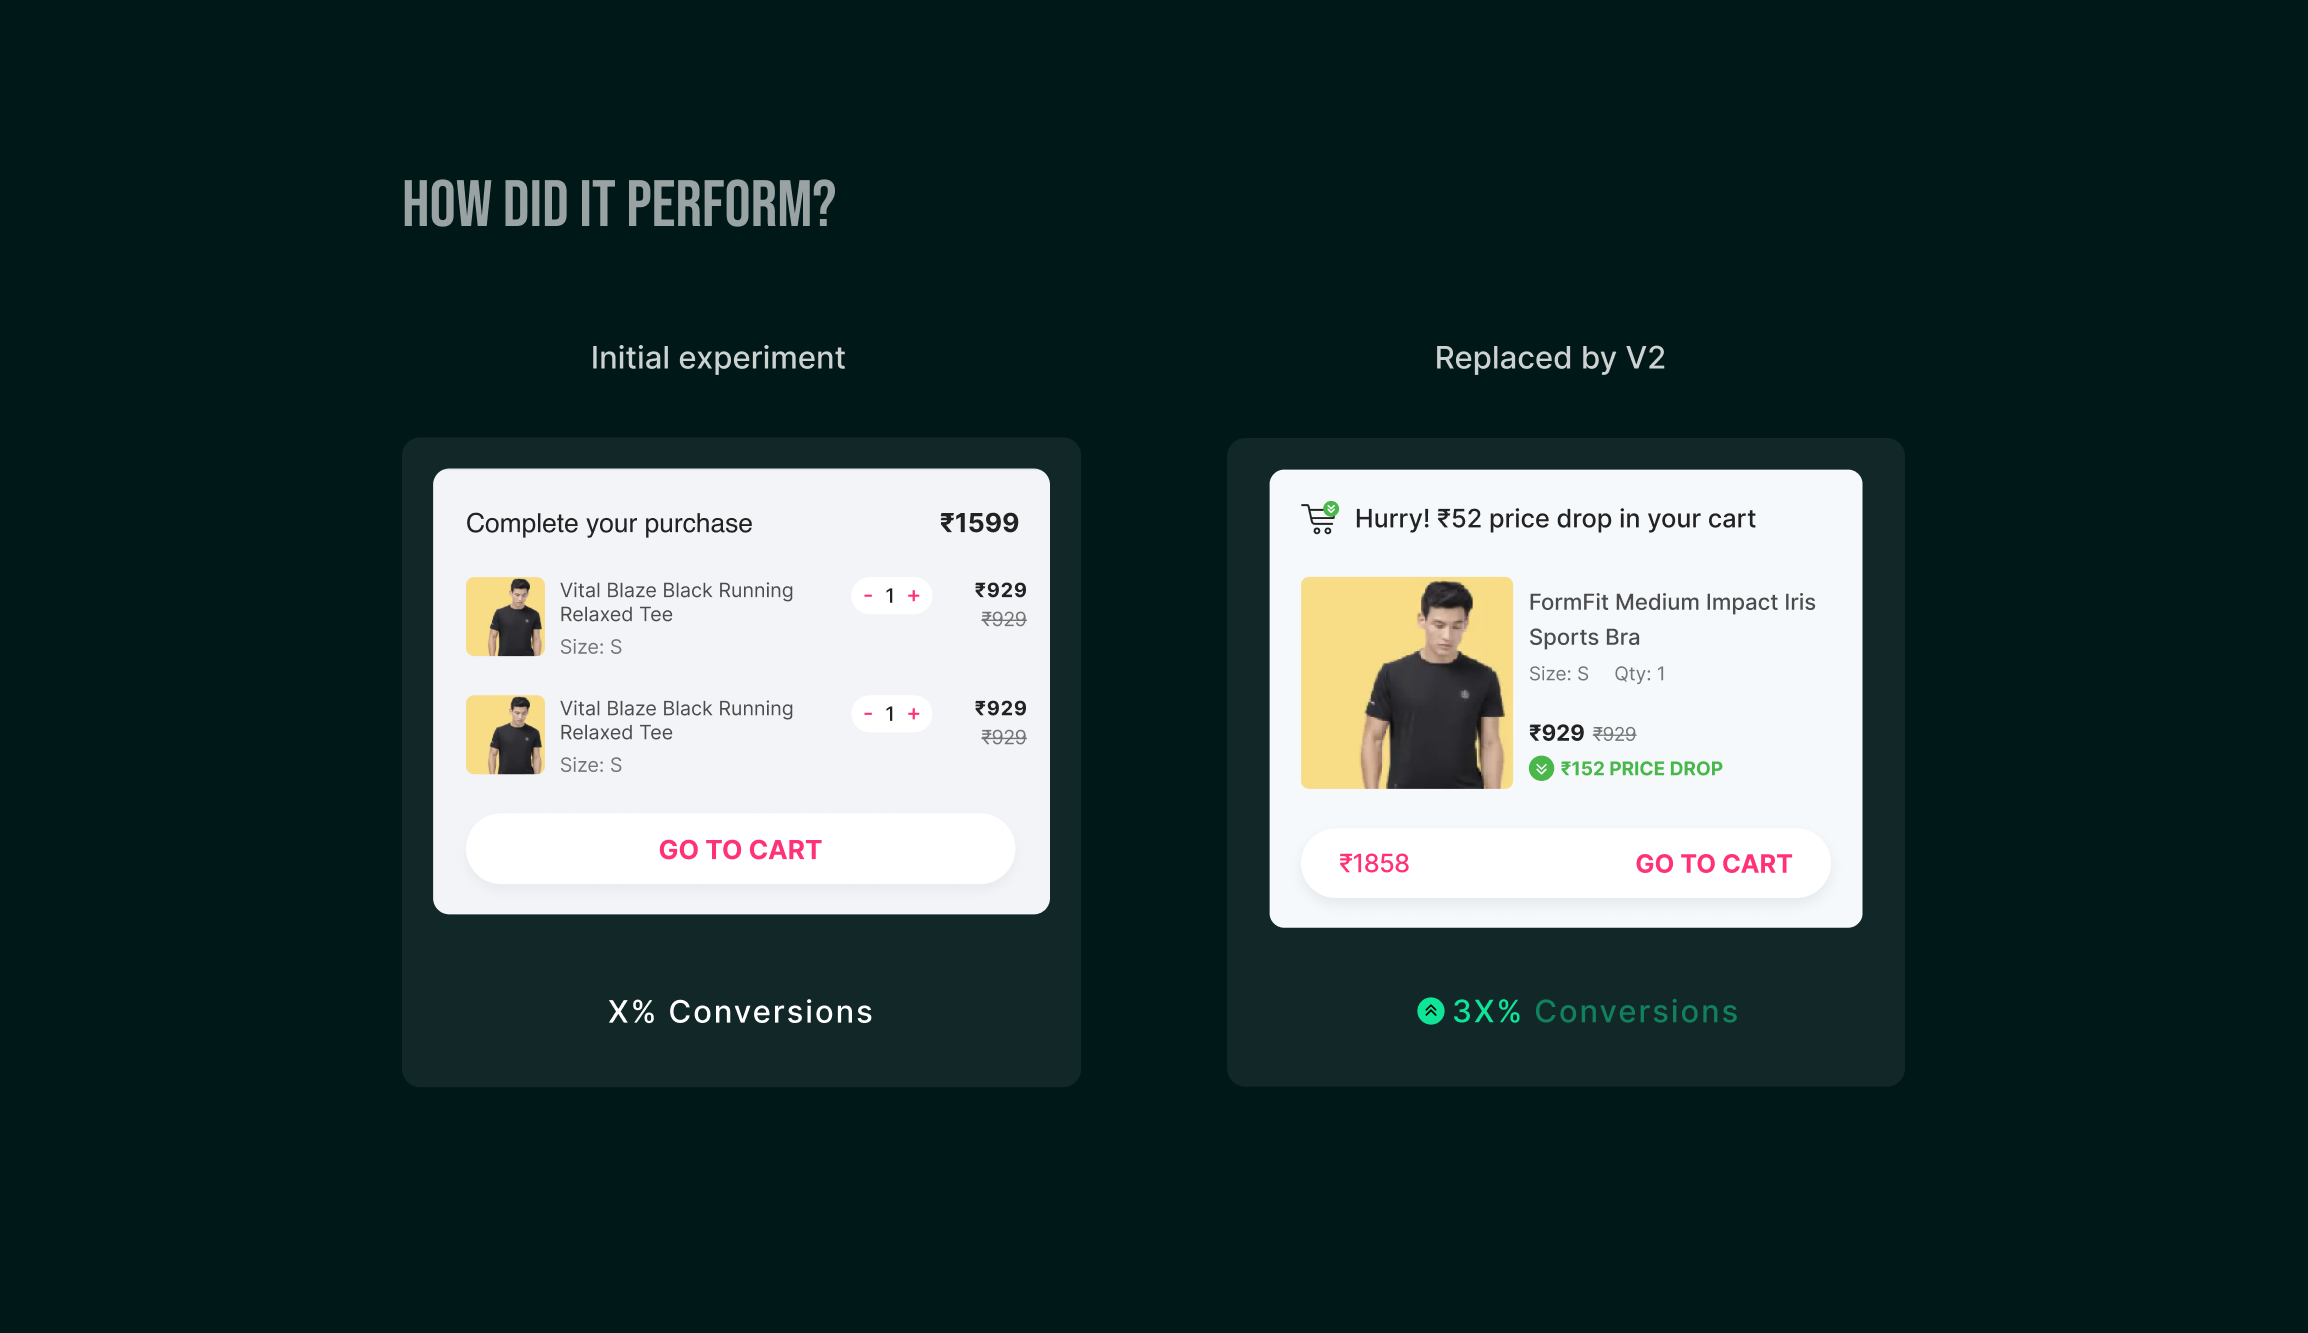 HOW DID IT PERFORM?
Initial experiment
Complete your purchase ₹1599
Vital Blaze Black Running
Relaxed Tee
Size: S
- 1 +
₹929
₹929
Vital Blaze Black Running
Relaxed Tee
Size: S
- 1 +
₹929
₹929
GO TO CART
X% Conversions
Replaced by V2
Hurry! ₹52 price drop in your cart
FormFit Medium Impact Iris
Sports Bra
Size: S Qty: 1
₹929 ₹929
₹152 PRICE DROP
₹1858 GO TO CART
3X% Conversions